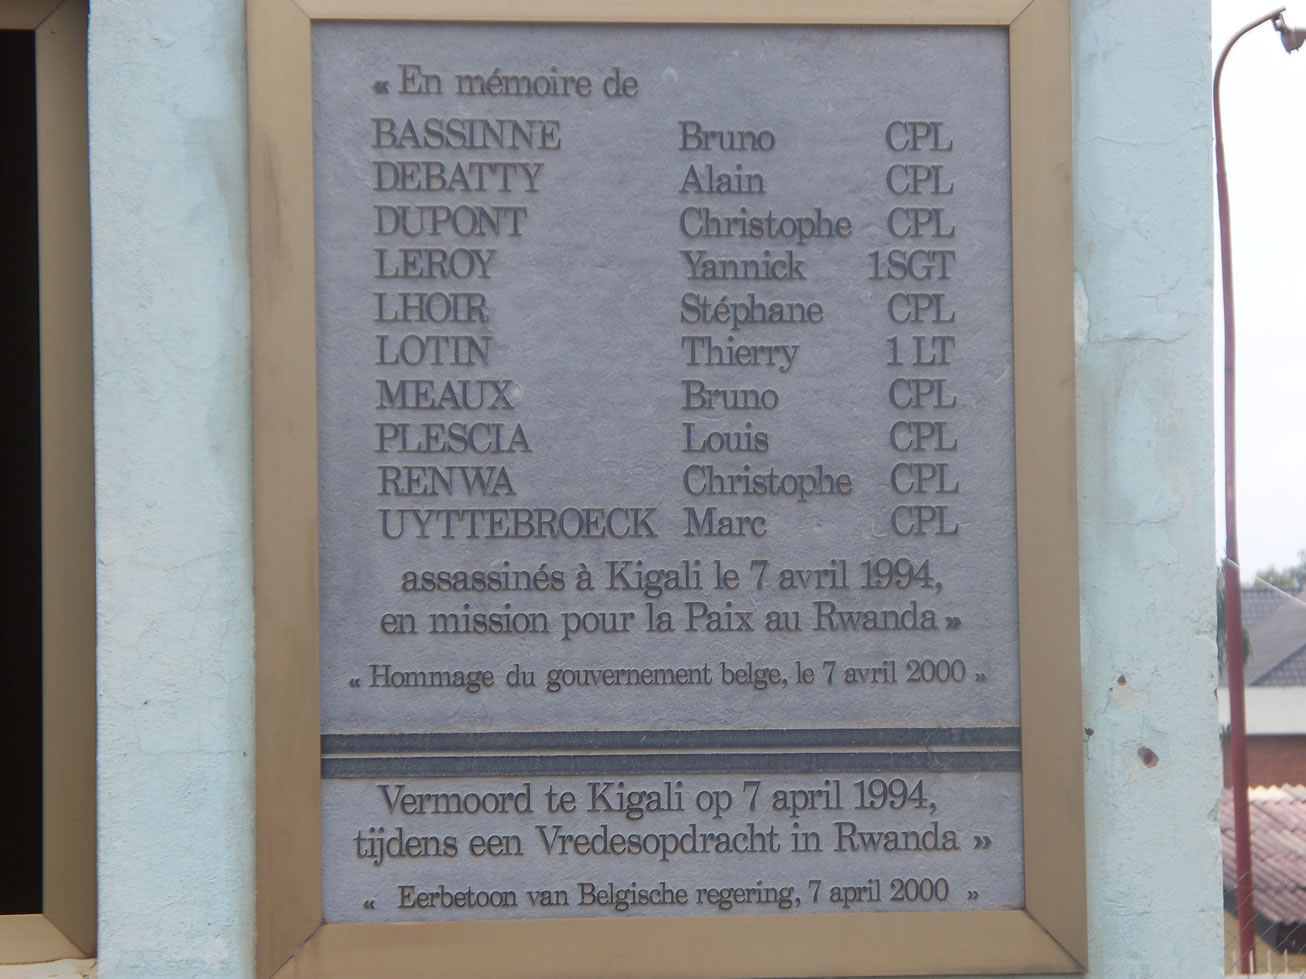 « En mémoire de
BASSINNE Bruno CPL
DEBATTY Alain CPL
DUPONT Christophe CPL
LEROY Yannick 1SGT
LHOIR Stéphane CPL
LOTIN Thierry 1 LT
MEAUX Bruno CPL
PLESCIA Louis CPL
RENWA Christophe CPL
UYTTEBROECK Marc CPL
assassinés à Kigali le 7 avril 1994,
en mission pour la Paix au Rwanda »
« Hommage du gouvernement belge, le 7 avril 2000 »
Vermoord te Kigali op 7 april 1994,
tijdens een Vredesopdracht in Rwanda »
« Eerbetoon van Belgische regering, 7 april 2000 »